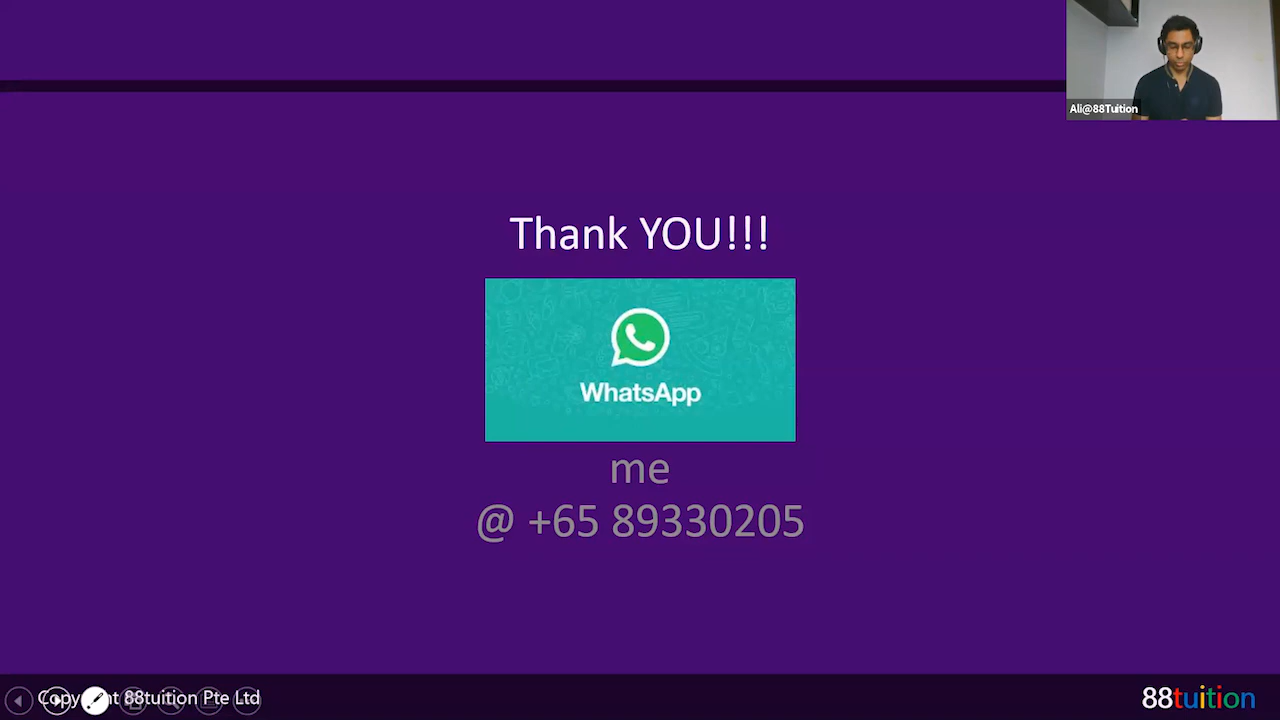 Ali@88Tuition
Thank YOU!!!
WhatsApp
me
@ +65 89330205
88tuition Pte Ltd
88tuition